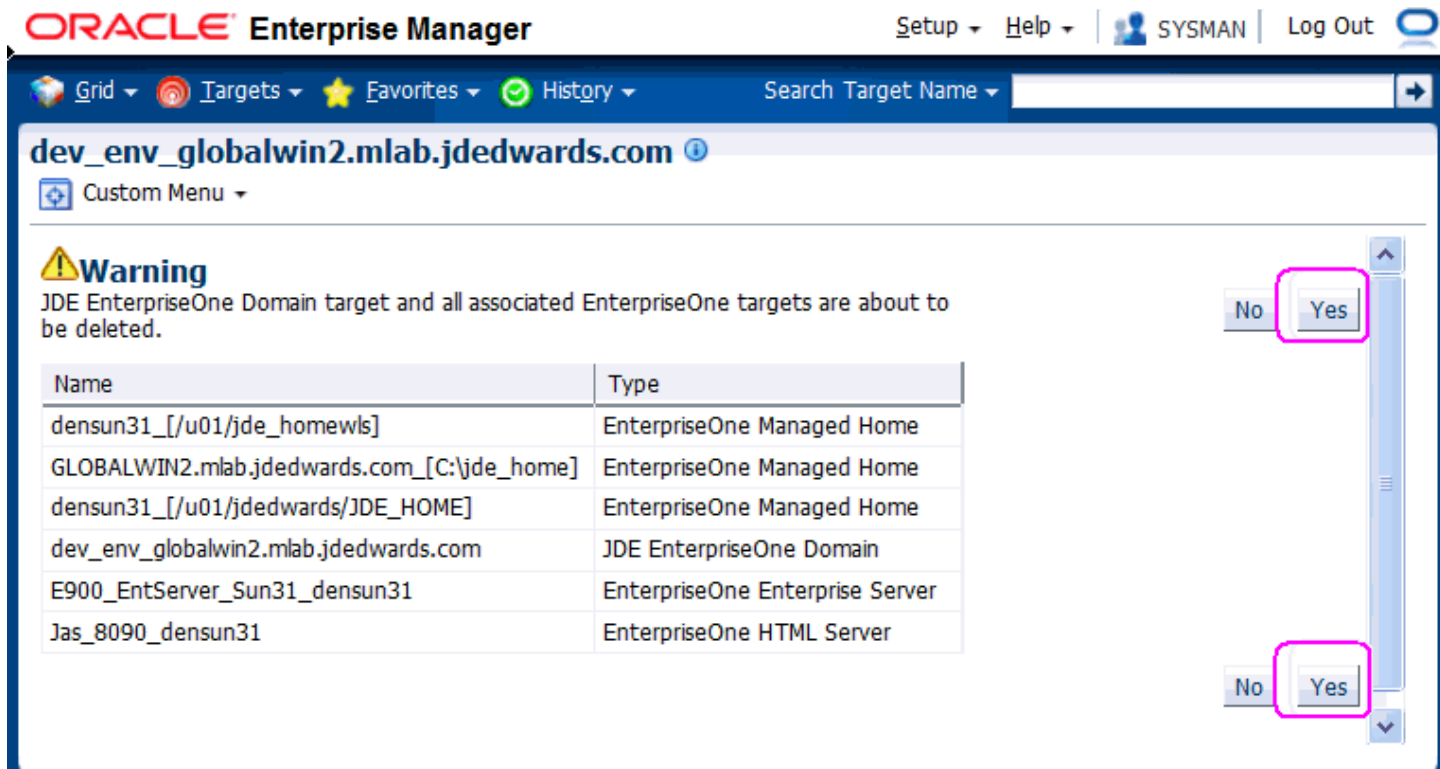 ORACLE Enterprise Manager
Setup Help SYSMAN Log Out
Grid Targets Favorites History Search Target Name
dev_env_globalwin2.mlab.jdedwards.com
Custom Menu
Warning
JDE EnterpriseOne Domain target and all associated EnterpriseOne targets are about to
be deleted.
No Yes
Name Type
densun31_[/u01/jde_homewls] EnterpriseOne Managed Home
GLOBALWIN2.mlab.jdedwards.com_[C:\jde_home] EnterpriseOne Managed Home
densun31_[/u01/jdedwards/JDE_HOME] EnterpriseOne Managed Home
dev_env_globalwin2.mlab.jdedwards.com JDE EnterpriseOne Domain
E900_EntServer_Sun31_densun31 EnterpriseOne Enterprise Server
Jas_8090_densun31 EnterpriseOne HTML Server
No Yes